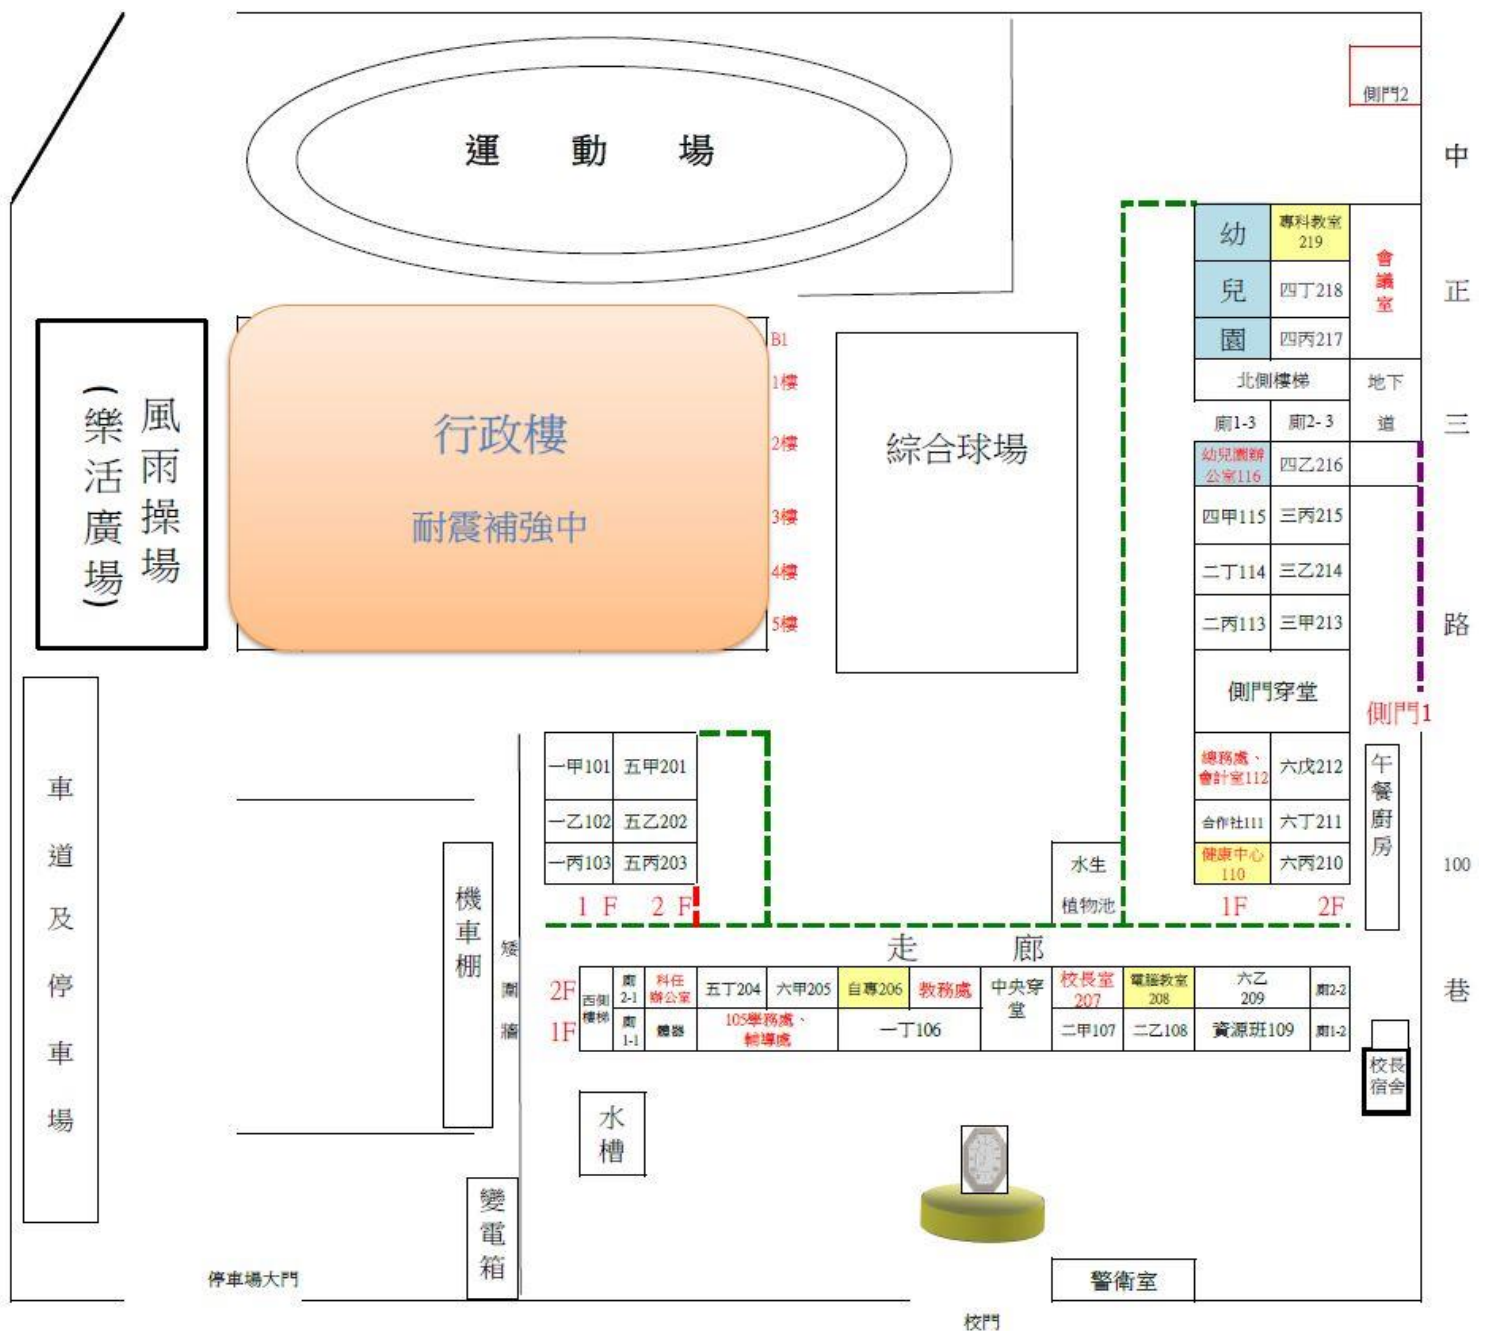 運 動 場
側門2
中
正
三
路
100
巷
幼
兒
園
專科教室
219
四丁218
四丙217
會議室
北側樓梯
地下
道
廁1-3
廁2-3
幼兒園辦
公室116
四乙216
四甲115
三丙215
二丁114
三乙214
二丙113
三甲213
側門穿堂
側門1
總務處、
會計室112
六戊212
合作社111
六丁211
健康中心
110
六丙210
1F
2F
午餐廚房
風雨操場
(樂活廣場)
行政樓
耐震補強中
B1
1樓
2樓
3樓
4樓
5樓
綜合球場
車道及停車場
一甲101
五甲201
一乙102
五乙202
一丙103
五丙203
1 F
2 F
機車棚
矮圍牆
水生
植物池
走 廊
2F
1F
西側
樓梯
廁
2-1
科任
辦公室
五丁204
六甲205
自專206
教務處
中央穿
堂
校長室
207
電腦教室
208
六乙
209
廁2-2
廁
1-1
體器
105學務處、
輔導處
一丁106
二甲107
二乙108
資源班109
廁1-2
校長
宿舍
水
槽
變電箱
停車場大門
警衛室
校門